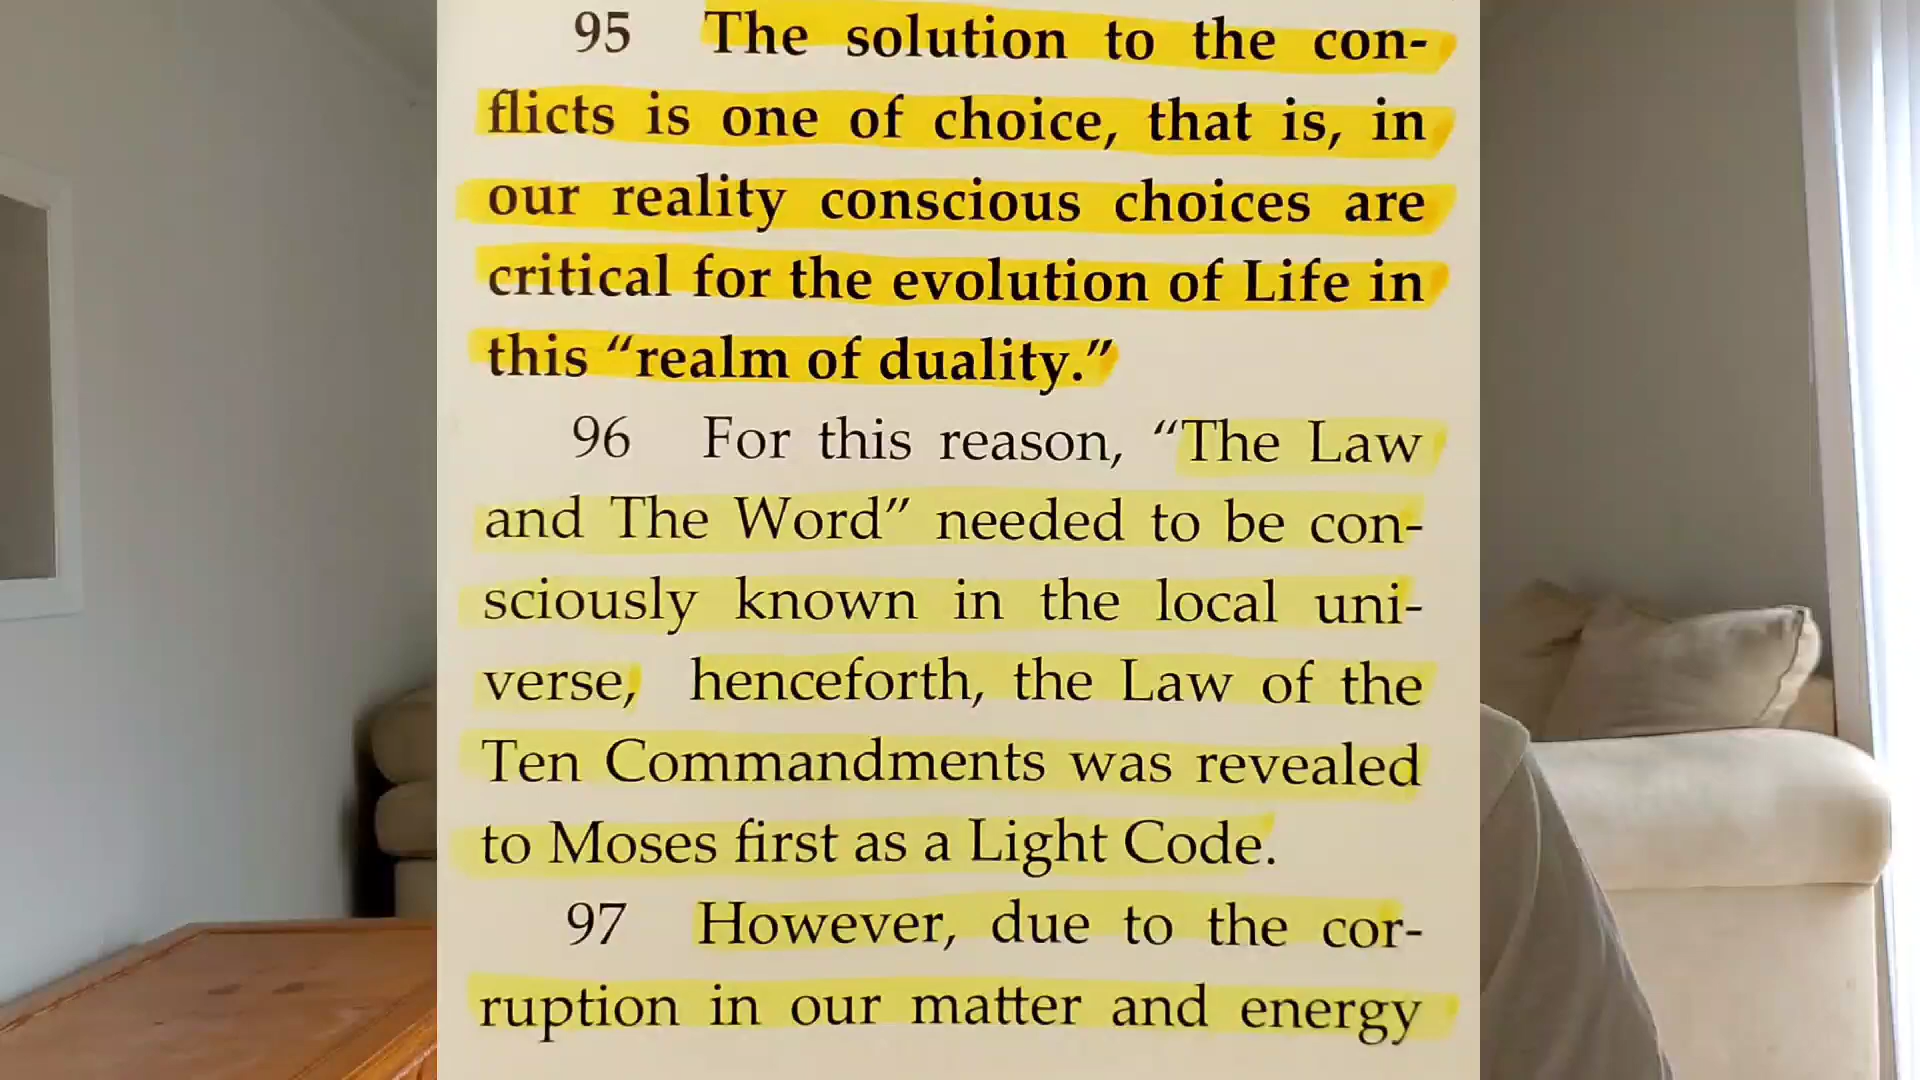 95 The solution to the con-
flicts is one of choice, that is, in
our reality conscious choices are
critical for the evolution of Life in
this “realm of duality.”
96 For this reason, “The Law
and The Word” needed to be con-
sciously known in the local uni-
verse, henceforth, the Law of the
Ten Commandments was revealed
to Moses first as a Light Code.
97 However, due to the cor-
ruption in our matter and energy